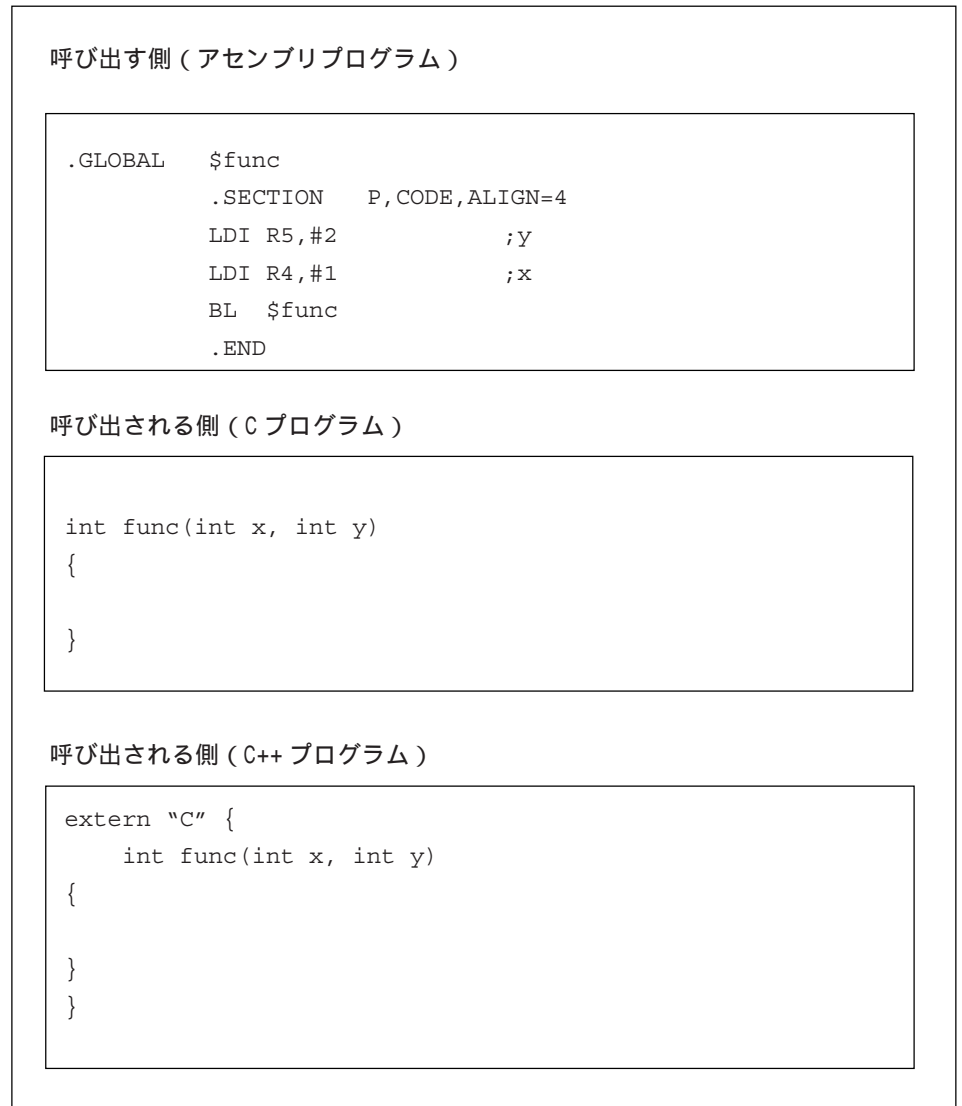 呼び出す側 ( アセンブリプログラム )
.GLOBAL   $func
          .SECTION   P,CODE,ALIGN=4
          LDI R5,#2               ;y
          LDI R4,#1               ;x
          BL  $func
          .END
呼び出される側 ( C プログラム )
int func(int x, int y)
{
}
呼び出される側 ( C++ プログラム )
extern “C” {
    int func(int x, int y)
{
}
}